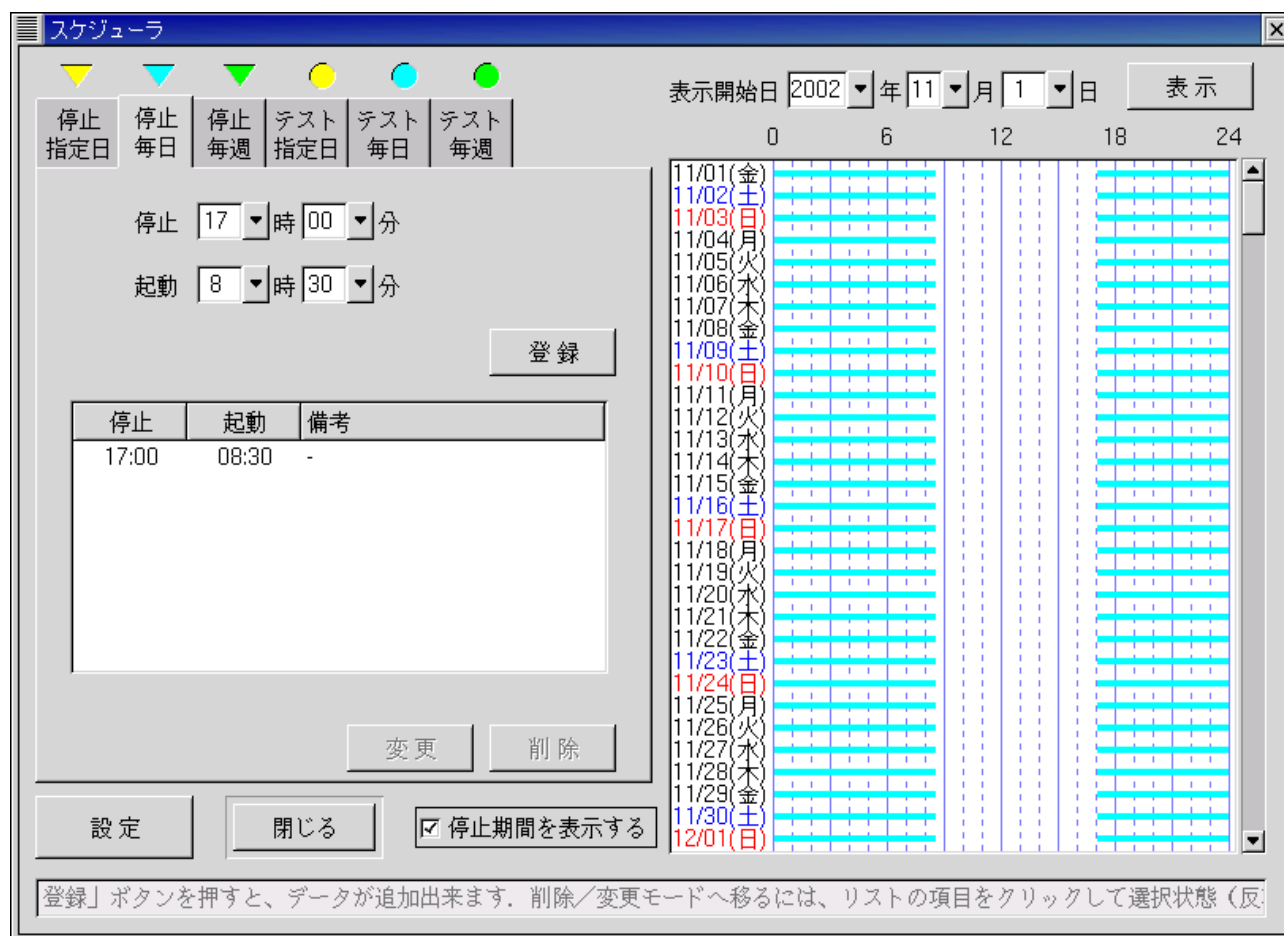 スケジューラ
停止 指定日
停止 毎日
停止 毎週
テスト 指定日
テスト 毎日
テスト 毎週
停止 17 時 00 分
起動 8 時 30 分
登録
停止 起動 備考
17:00 08:30 -
変更 削除
設定 閉じる 停止期間を表示する
表示開始日 2002 年 11 月 1 日 表示
0 6 12 18 24
11/01(金)
11/02(土)
11/03(日)
11/04(月)
11/05(火)
11/06(水)
11/07(木)
11/08(金)
11/09(土)
11/10(日)
11/11(月)
11/12(火)
11/13(水)
11/14(木)
11/15(金)
11/16(土)
11/17(日)
11/18(月)
11/19(火)
11/20(水)
11/21(木)
11/22(金)
11/23(土)
11/24(日)
11/25(月)
11/26(火)
11/27(水)
11/28(木)
11/29(金)
11/30(土)
12/01(日)
登録」ボタンを押すと、データが追加出来ます．削除／変更モードへ移るには、リストの項目をクリックして選択状態（反